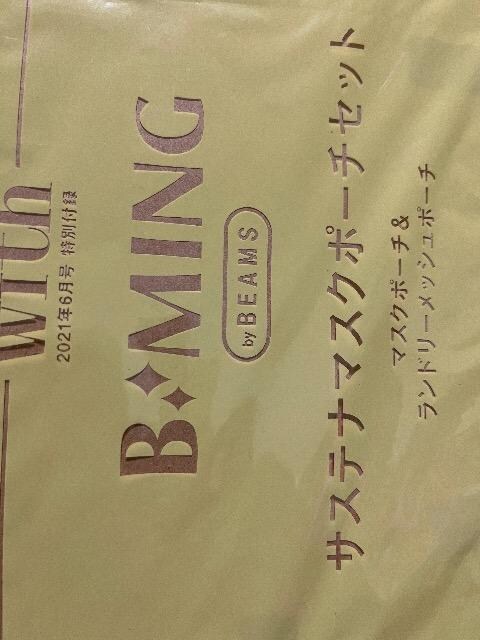 with
2021年6月号 特別付録
B:MING
by BEAMS
サステナマスクポーチセット
マスクポーチ&
ランドリーメッシュポーチ